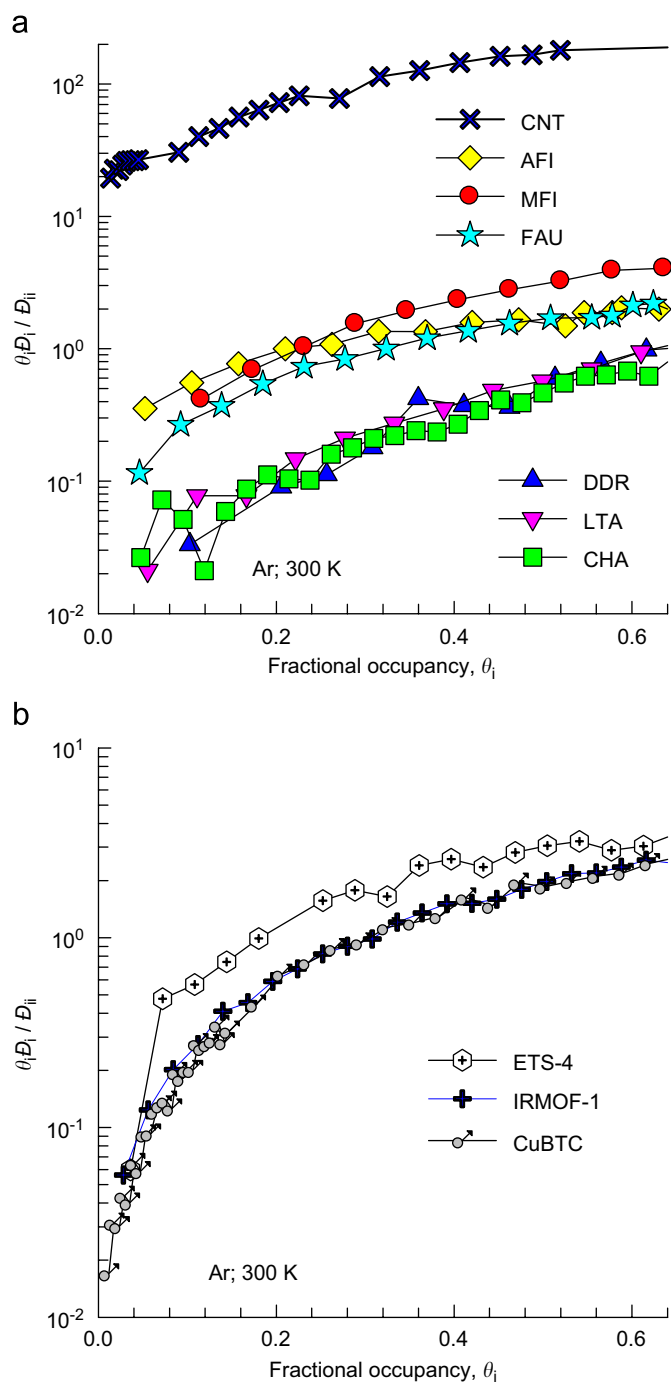 a
10²
10¹
10⁰
10⁻¹
10⁻²
θᵢĐᵢ / Đᵢᵢ
CNT
AFI
MFI
FAU
DDR
LTA
CHA
Ar; 300 K
0.0 0.2 0.4 0.6
Fractional occupancy, θᵢ
b
10¹
10⁰
10⁻¹
10⁻²
θᵢĐᵢ / Đᵢᵢ
ETS-4
IRMOF-1
CuBTC
Ar; 300 K
0.0 0.2 0.4 0.6
Fractional occupancy, θᵢ